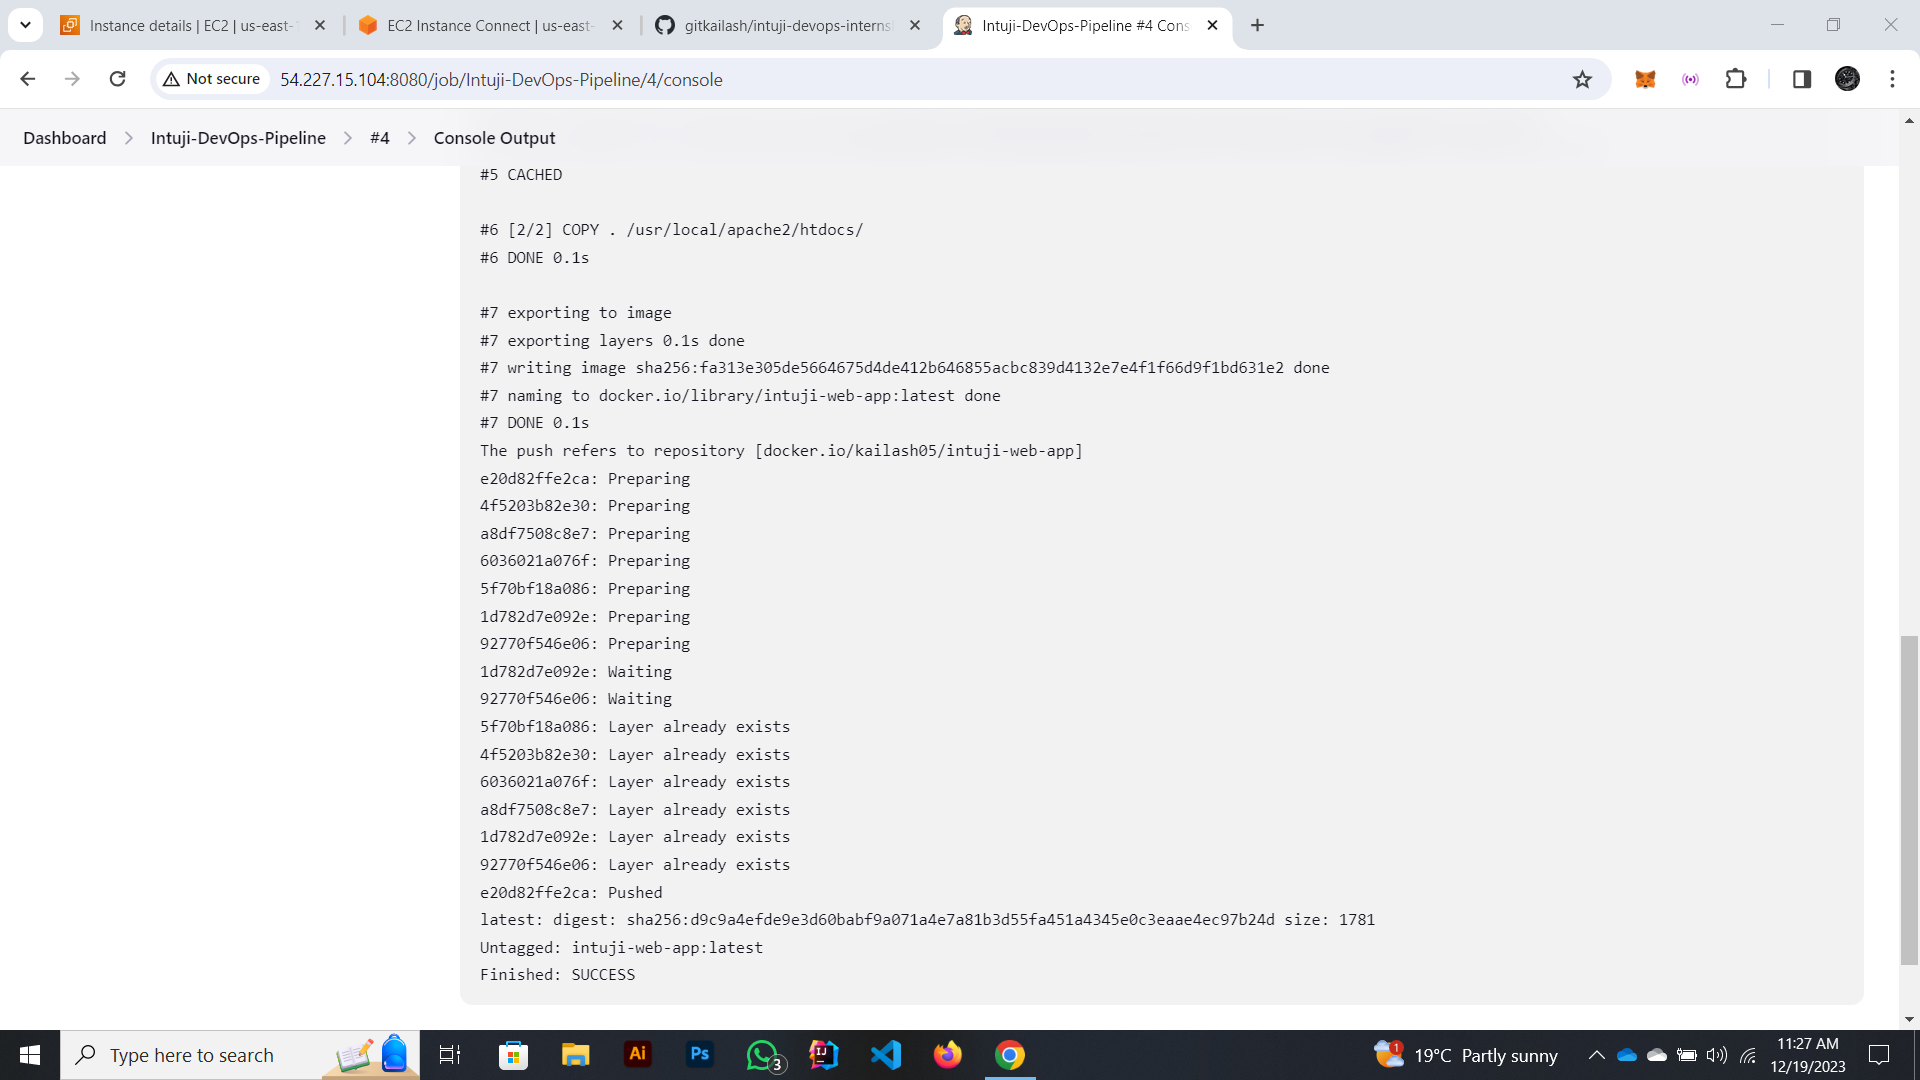 Instance details | EC2 | us-east-1
EC2 Instance Connect | us-east-
gitkailash/intuji-devops-interns
Intuji-DevOps-Pipeline #4 Cons
Not secure
54.227.15.104:8080/job/Intuji-DevOps-Pipeline/4/console
Dashboard
Intuji-DevOps-Pipeline
#4
Console Output
#5 CACHED
#6 [2/2] COPY . /usr/local/apache2/htdocs/
#6 DONE 0.1s
#7 exporting to image
#7 exporting layers 0.1s done
#7 writing image sha256:fa313e305de5664675d4de412b646855acbc839d4132e7e4f1f66d9f1bd631e2 done
#7 naming to docker.io/library/intuji-web-app:latest done
#7 DONE 0.1s
The push refers to repository [docker.io/kailash05/intuji-web-app]
e20d82ffe2ca: Preparing
4f5203b82e30: Preparing
a8df7508c8e7: Preparing
6036021a076f: Preparing
5f70bf18a086: Preparing
1d782d7e092e: Preparing
92770f546e06: Preparing
1d782d7e092e: Waiting
92770f546e06: Waiting
5f70bf18a086: Layer already exists
4f5203b82e30: Layer already exists
6036021a076f: Layer already exists
a8df7508c8e7: Layer already exists
1d782d7e092e: Layer already exists
92770f546e06: Layer already exists
e20d82ffe2ca: Pushed
latest: digest: sha256:d9c9a4efde9e3d60babf9a071a4e7a81b3d55fa451a4345e0c3eaae4ec97b24d size: 1781
Untagged: intuji-web-app:latest
Finished: SUCCESS
Type here to search
Ai
Ps
3
IJ
1
19°C Partly sunny
11:27 AM
12/19/2023